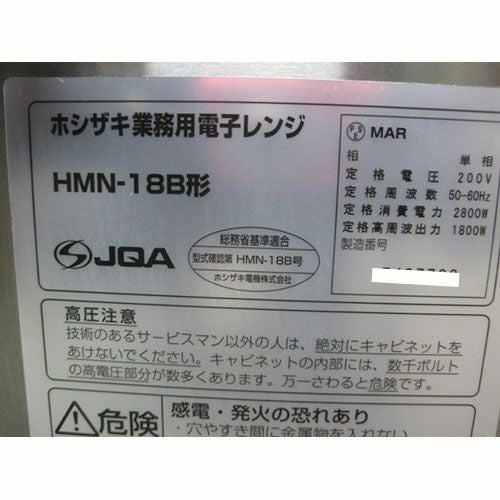 ホシザキ業務用電子レンジ
HMN-18B形
JQA
総務省基準適合
型式確認第 HMN-18B号
ホシザキ電機株式会社
PSE MAR
相 単相
定格電圧 200V
定格周波数 50-60Hz
定格消費電力 2800W
定格高周波出力 1800W
製造番号
高圧注意
技術のあるサービスマン以外の人は、絶対にキャビネットを
あけないでください。キャビネットの内部には、数千ボルト
の高電圧部分が数多くあります。万一さわると危険です。
危険
感電・発火の恐れあり
・穴やすき間に金属物を入れない